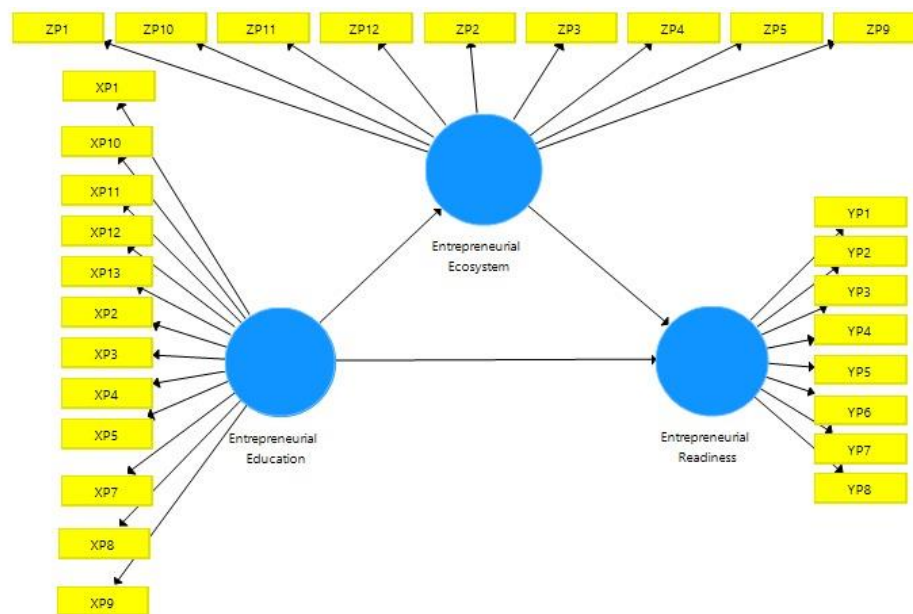 ZP1
ZP10
ZP11
ZP12
ZP2
ZP3
ZP4
ZP5
ZP9
XP1
XP10
XP11
XP12
XP13
XP2
XP3
XP4
XP5
XP7
XP8
XP9
Entrepreneurial
Ecosystem
Entrepreneurial
Education
Entrepreneurial
Readiness
YP1
YP2
YP3
YP4
YP5
YP6
YP7
YP8